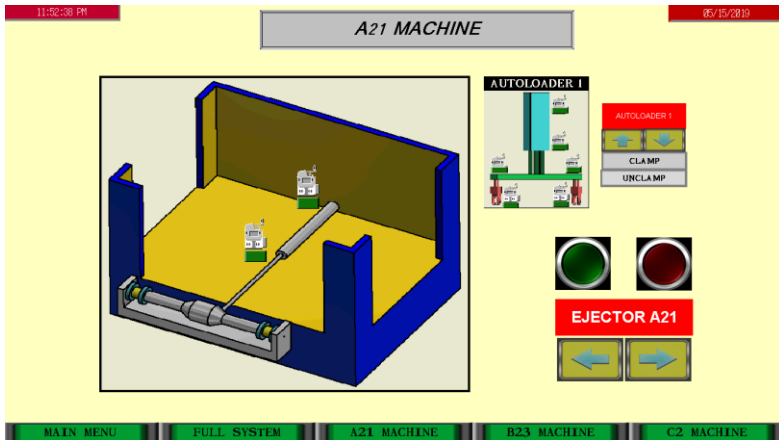 11:52:38 PM
A21 MACHINE
05/15/2019
AUTOLOADER 1
AUTOLOADER 1
CLAMP
UNCLAMP
EJECTOR A21
MAIN MENU
FULL SYSTEM
A21 MACHINE
B23 MACHINE
C2 MACHINE